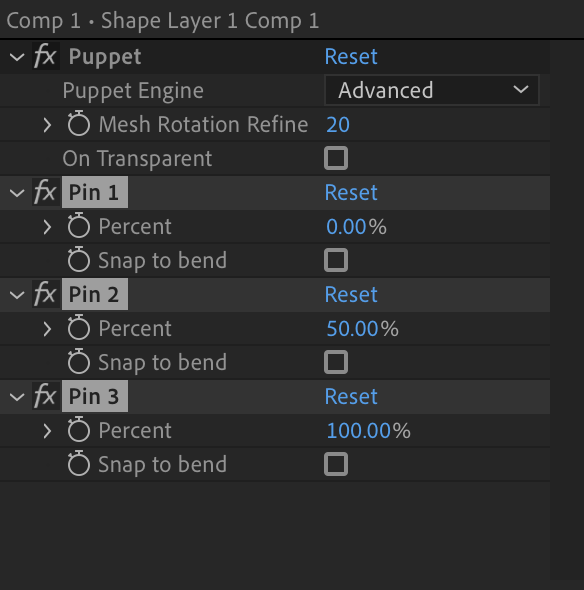 Comp 1 • Shape Layer 1 Comp 1
fx Puppet Reset
Puppet Engine Advanced
Mesh Rotation Refine 20
On Transparent
fx Pin 1 Reset
Percent 0.00%
Snap to bend
fx Pin 2 Reset
Percent 50.00%
Snap to bend
fx Pin 3 Reset
Percent 100.00%
Snap to bend